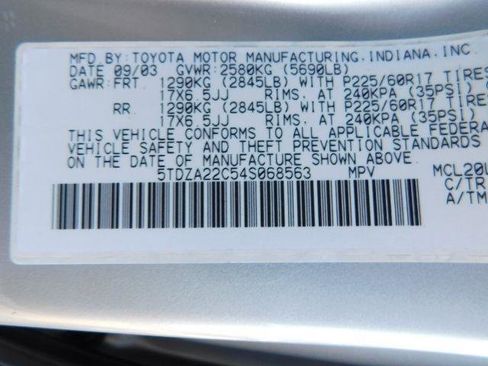 MFD.BY:TOYOTA MOTOR MANUFACTURING.INDIANA.INC
DATE 09/03 GVWR:2580KG (5690LB)
GAWR:FRT 1290KG (2845LB) WITH P225/60R17 TIRES
17X6.5JJ RIMS. AT 240KPA (35PSI)
RR 1290KG (2845LB) WITH P225/60R17 TIRES
17X6.5JJ RIMS. AT 240KPA (35PSI)
THIS VEHICLE CONFORMS TO ALL APPLICABLE FEDERA
VEHICLE SAFETY AND THEFT PREVENTION STANDARDS
ON THE DATE OF MANUFACTURE SHOWN ABOVE.
5TDZA22C54S068563 MPV MCL20L
C/TR
A/TM